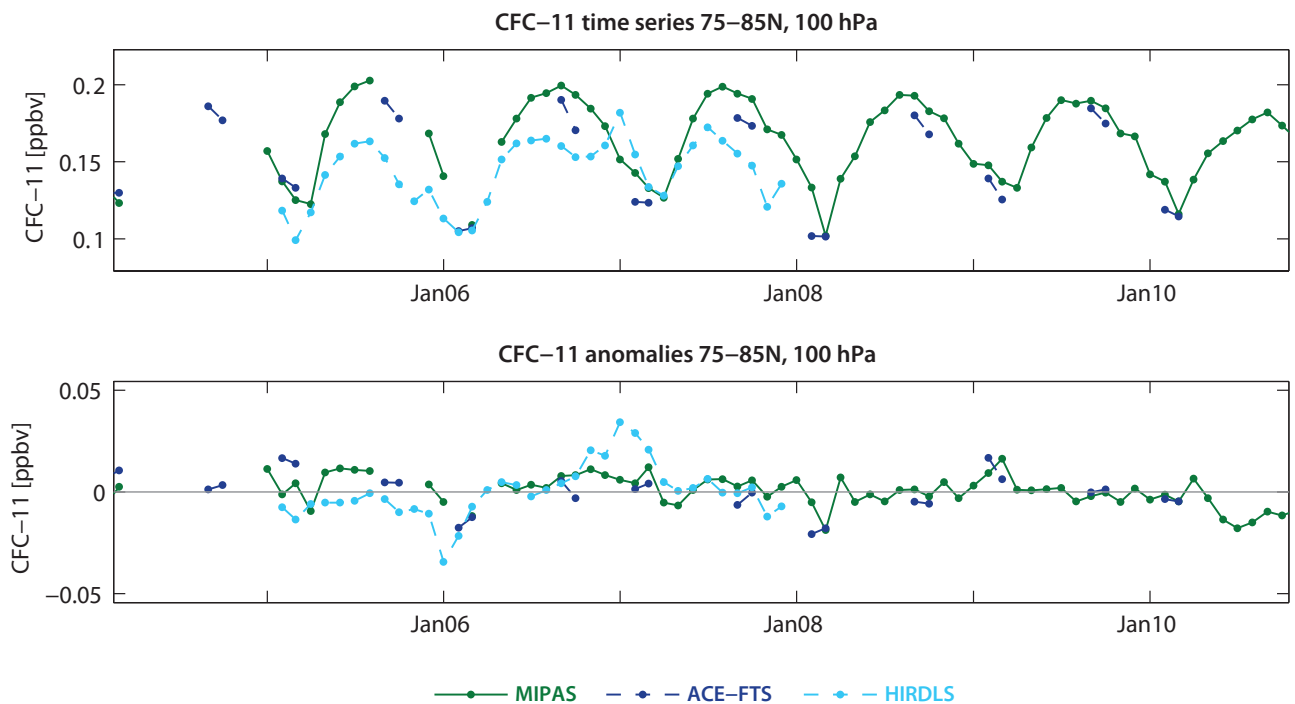 CFC−11 time series 75−85N, 100 hPa
CFC−11 [ppbv]
0.2
0.15
0.1
Jan06 Jan08 Jan10
CFC−11 anomalies 75−85N, 100 hPa
CFC−11 [ppbv]
0.05
0
−0.05
Jan06 Jan08 Jan10
MIPAS ACE−FTS HIRDLS